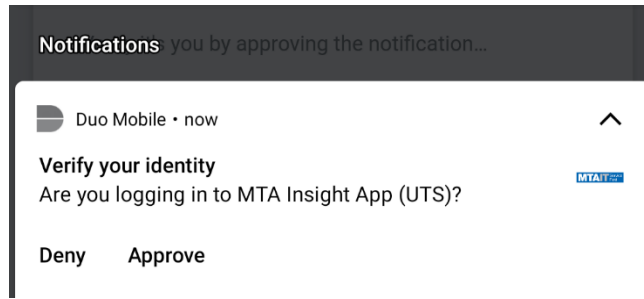 Notifications
's you by approving the notification...
Duo Mobile • now
Verify your identity
Are you logging in to MTA Insight App (UTS)?
MTAIT
Deny Approve